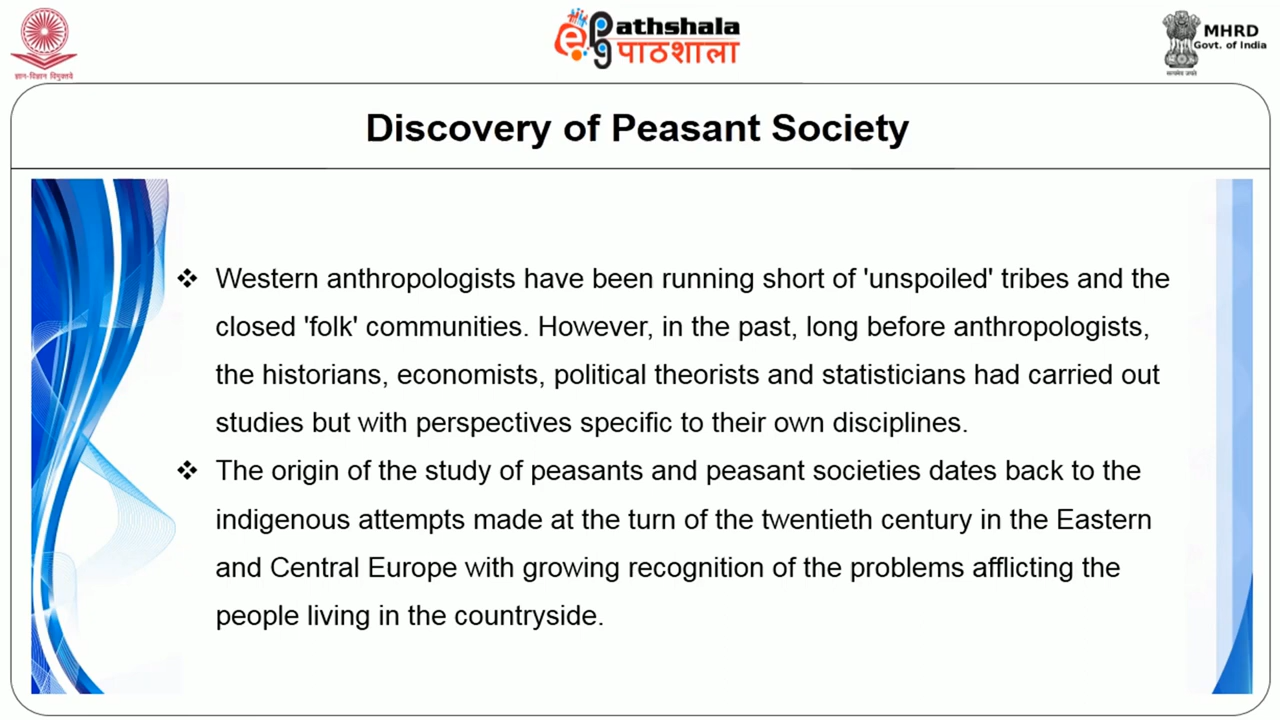 ज्ञान-विज्ञान विमुक्तये
ePathshala
पाठशाला
MHRD
Govt. of India
सत्यमेव जयते
Discovery of Peasant Society
❖ Western anthropologists have been running short of 'unspoiled' tribes and the
closed 'folk' communities. However, in the past, long before anthropologists,
the historians, economists, political theorists and statisticians had carried out
studies but with perspectives specific to their own disciplines.
❖ The origin of the study of peasants and peasant societies dates back to the
indigenous attempts made at the turn of the twentieth century in the Eastern
and Central Europe with growing recognition of the problems afflicting the
people living in the countryside.